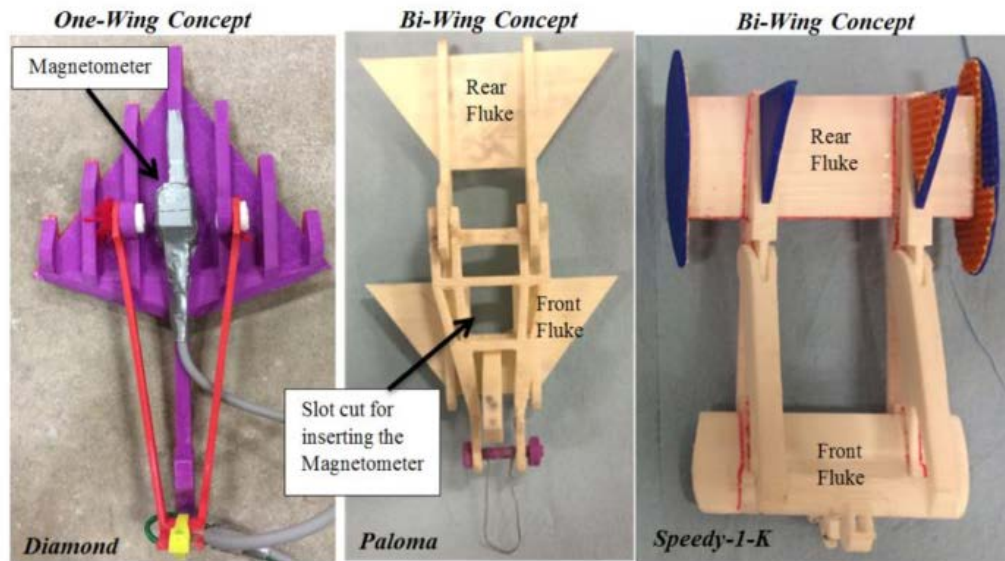 One-Wing Concept
Magnetometer
Diamond
Bi-Wing Concept
Rear
Fluke
Front
Fluke
Slot cut for
inserting the
Magnetometer
Paloma
Bi-Wing Concept
Rear
Fluke
Front
Fluke
Speedy-1-K